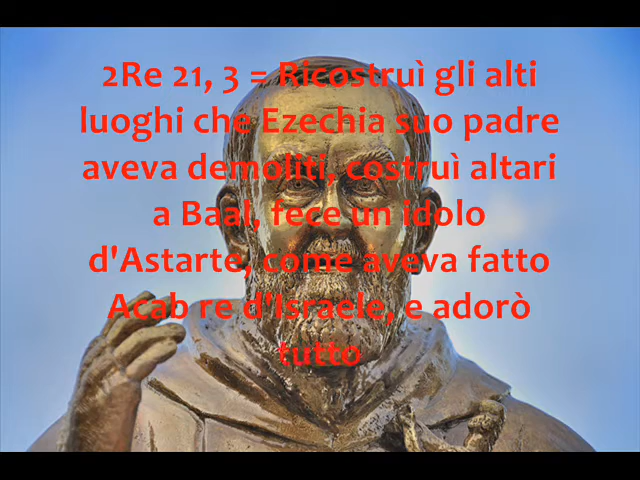 2Re 21, 3 = Ricostruì gli alti
luoghi che Ezechia suo padre
aveva demoliti, costruì altari
a Baal, fece un idolo
d'Astarte, come aveva fatto
Acab re d'Israele, e adorò
tutto